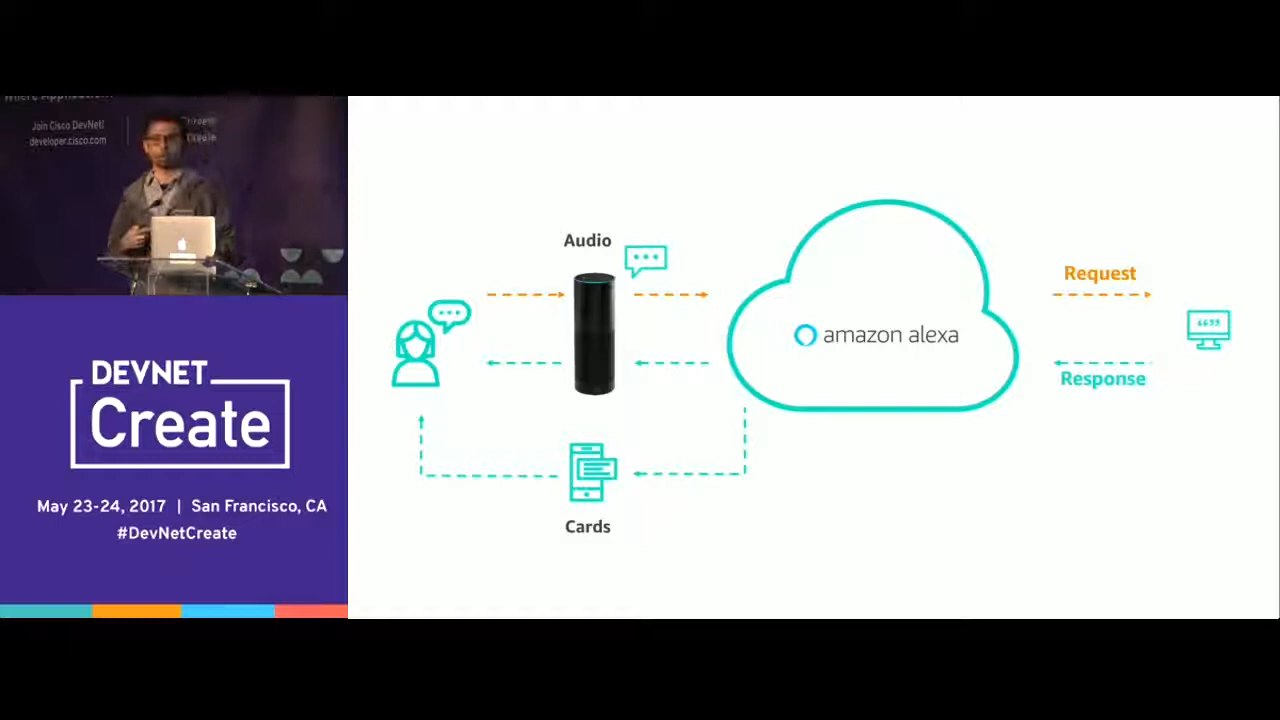 Join Cisco DevNet!
developer.cisco.com
Create
DEVNET
Create
May 23-24, 2017 | San Francisco, CA
#DevNetCreate
Audio
amazon alexa
Request
Response
Cards